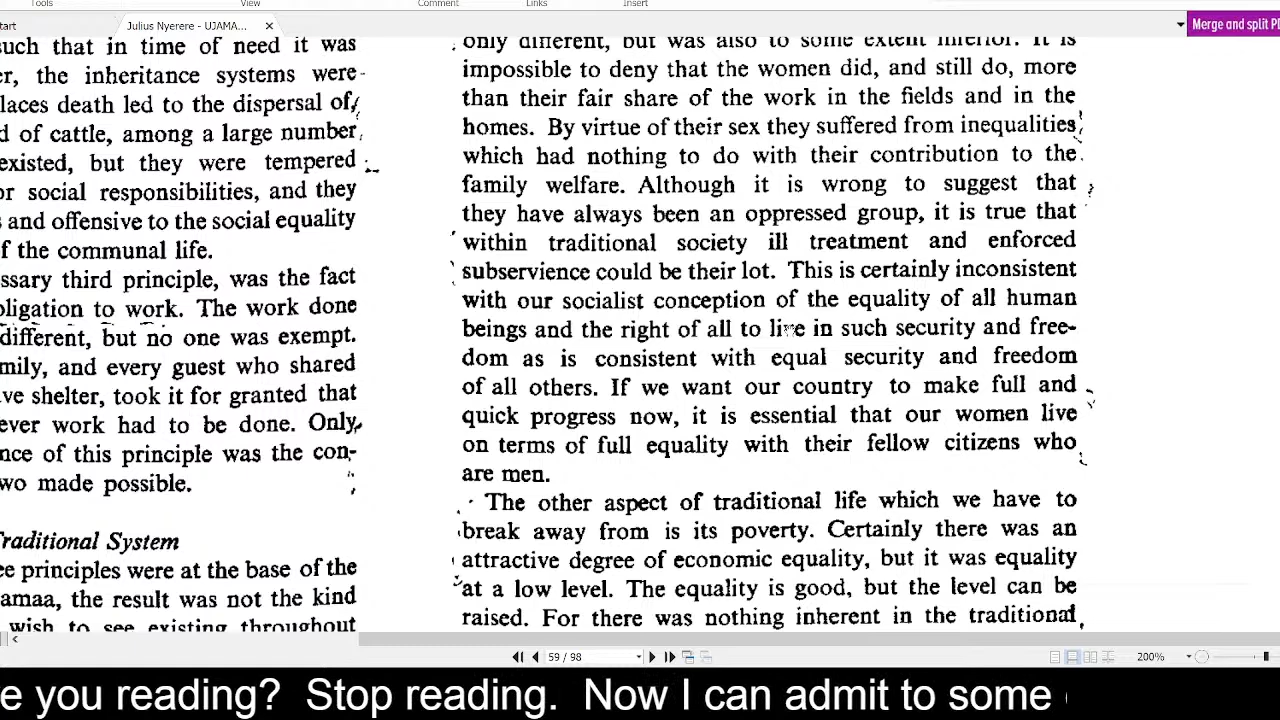 Tools View Comment Links Insert
tart Julius Nyerere - UJAMA... × Merge and split
such that in time of need it was
er, the inheritance systems were
laces death led to the dispersal of
d of cattle, among a large number
existed, but they were tempered
or social responsibilities, and they
s and offensive to the social equality
f the communal life.
ssary third principle, was the fact
bligation to work. The work done
different, but no one was exempt.
mily, and every guest who shared
ve shelter, took it for granted that
ever work had to be done. Only
nce of this principle was the con-
wo made possible.
Traditional System
ee principles were at the base of the
amaa, the result was not the kind
wish to see existing throughout
only different, but was also to some extent inferior. It is
impossible to deny that the women did, and still do, more
than their fair share of the work in the fields and in the
homes. By virtue of their sex they suffered from inequalities
which had nothing to do with their contribution to the
family welfare. Although it is wrong to suggest that
they have always been an oppressed group, it is true that
within traditional society ill treatment and enforced
subservience could be their lot. This is certainly inconsistent
with our socialist conception of the equality of all human
beings and the right of all to live in such security and free-
dom as is consistent with equal security and freedom
of all others. If we want our country to make full and
quick progress now, it is essential that our women live
on terms of full equality with their fellow citizens who
are men.
The other aspect of traditional life which we have to
break away from is its poverty. Certainly there was an
attractive degree of economic equality, but it was equality
at a low level. The equality is good, but the level can be
raised. For there was nothing inherent in the traditional
59 / 98 200%
e you reading? Stop reading. Now I can admit to some